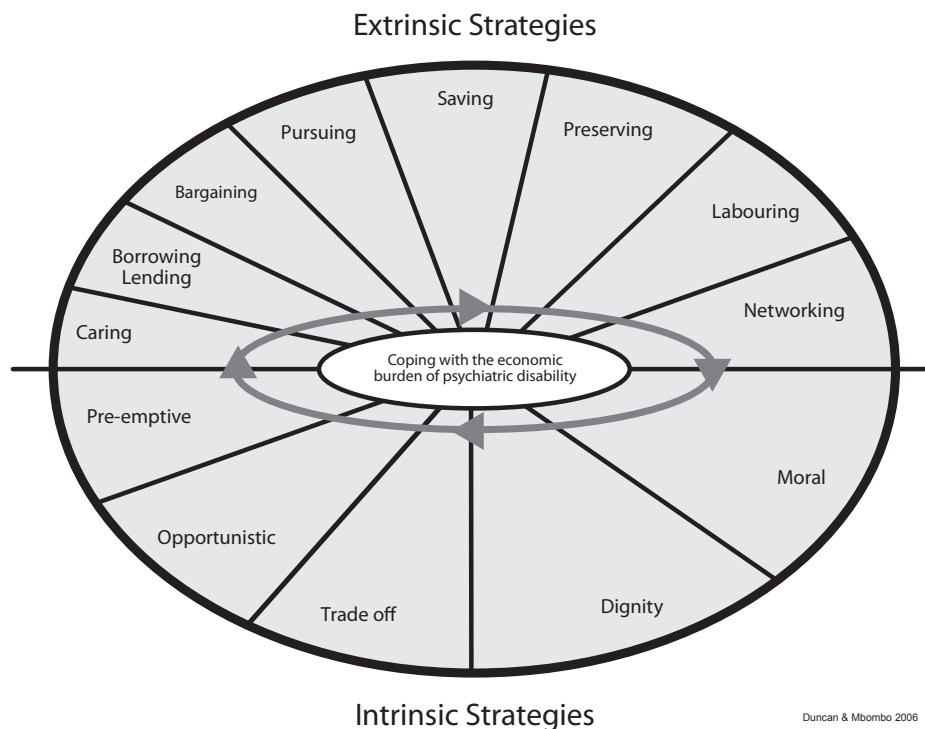 Extrinsic Strategies
Saving
Pursuing
Preserving
Bargaining
Labouring
Borrowing
Lending
Networking
Caring
Coping with the economic
burden of psychiatric disability
Pre-emptive
Moral
Opportunistic
Trade off
Dignity
Intrinsic Strategies
Duncan & Mbombo 2006